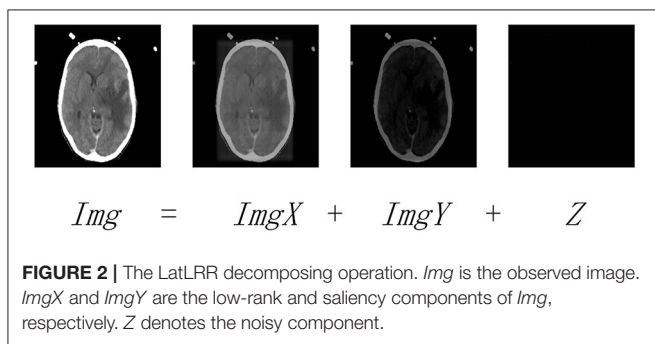 Img = ImgX + ImgY + Z
FIGURE 2 | The LatLRR decomposing operation. Img is the observed image.
ImgX and ImgY are the low-rank and saliency components of Img,
respectively. Z denotes the noisy component.